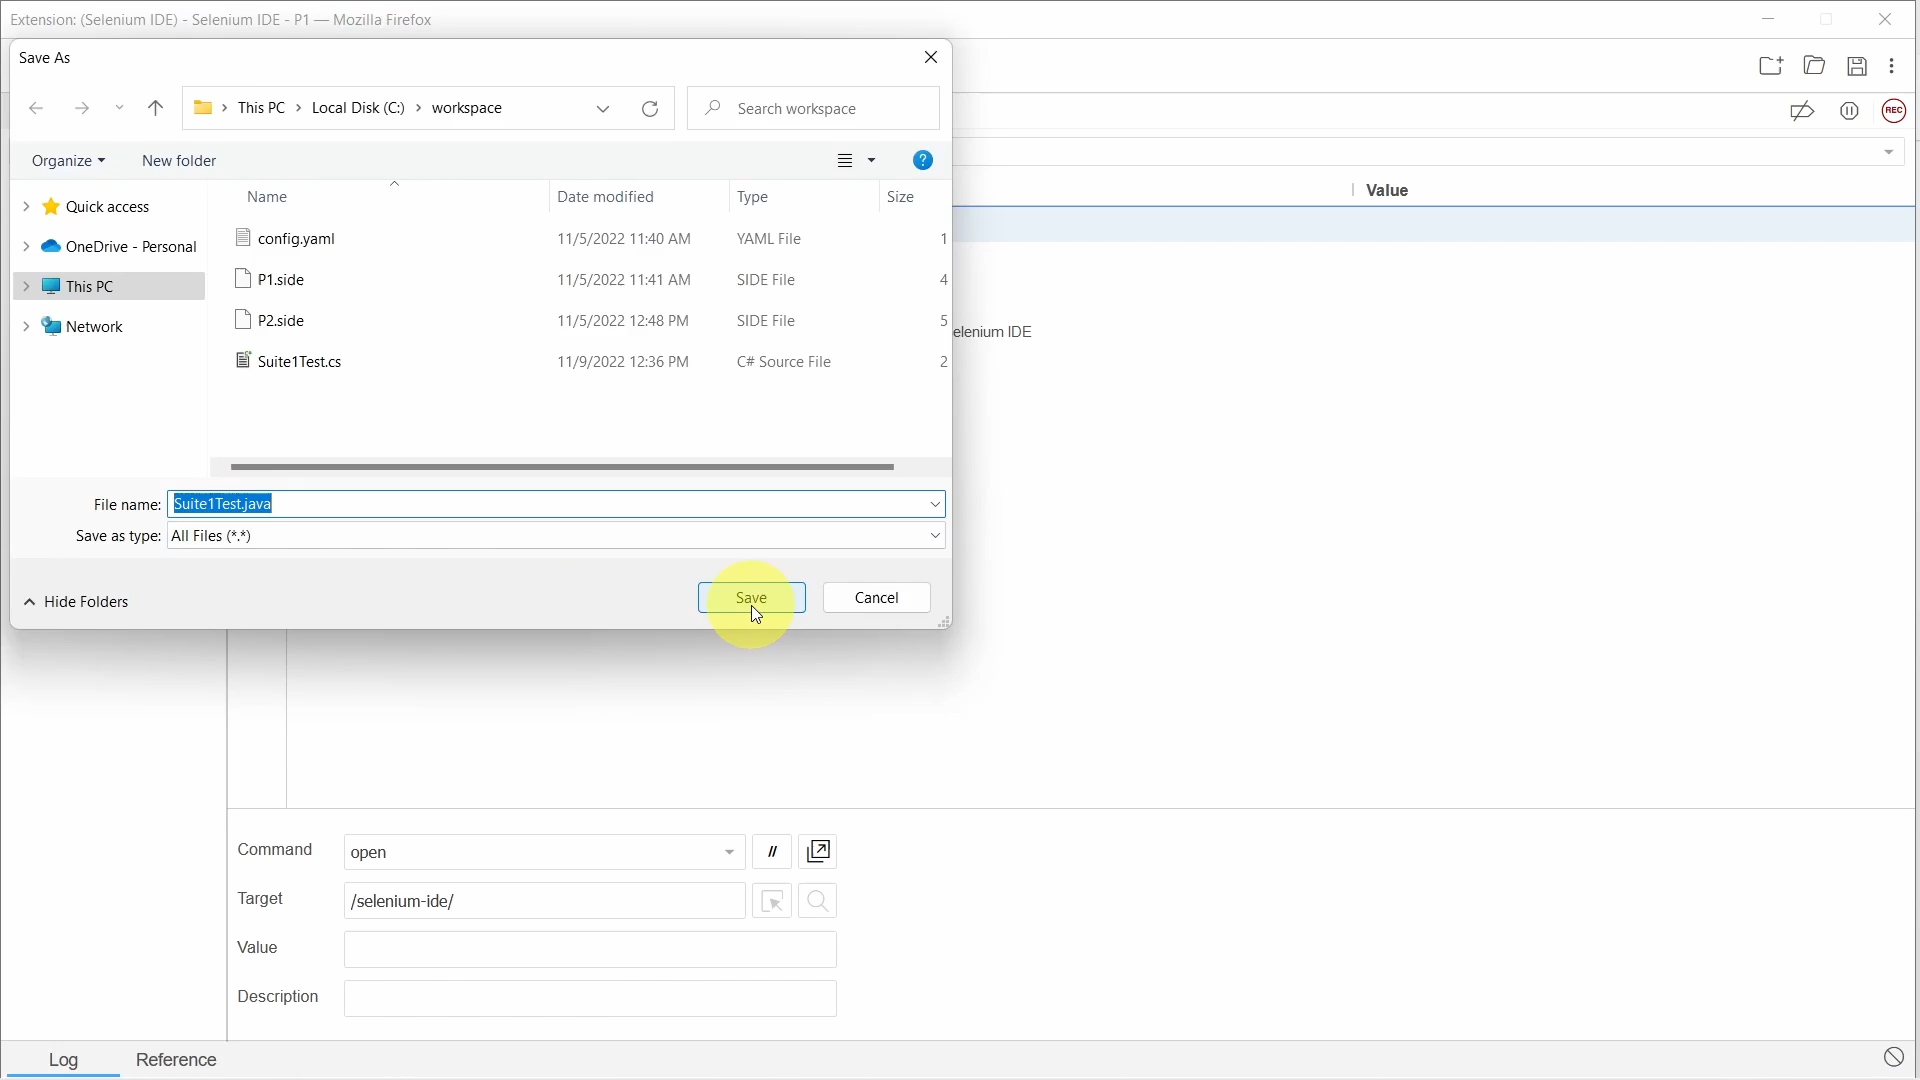 Extension: (Selenium IDE) - Selenium IDE - P1 — Mozilla Firefox
Save As
This PC > Local Disk (C:) > workspace
Search workspace
Organize
New folder
?
REC
Quick access
OneDrive - Personal
This PC
Network
Name Date modified Type Size
config.yaml 11/5/2022 11:40 AM YAML File 1
P1.side 11/5/2022 11:41 AM SIDE File 4
P2.side 11/5/2022 12:48 PM SIDE File 5
Suite1Test.cs 11/9/2022 12:36 PM C# Source File 2
Value
elenium IDE
File name: Suite1Test.java
Save as type: All Files (*.*)
Hide Folders
Save
Cancel
Command open //
Target /selenium-ide/
Value
Description
Log Reference